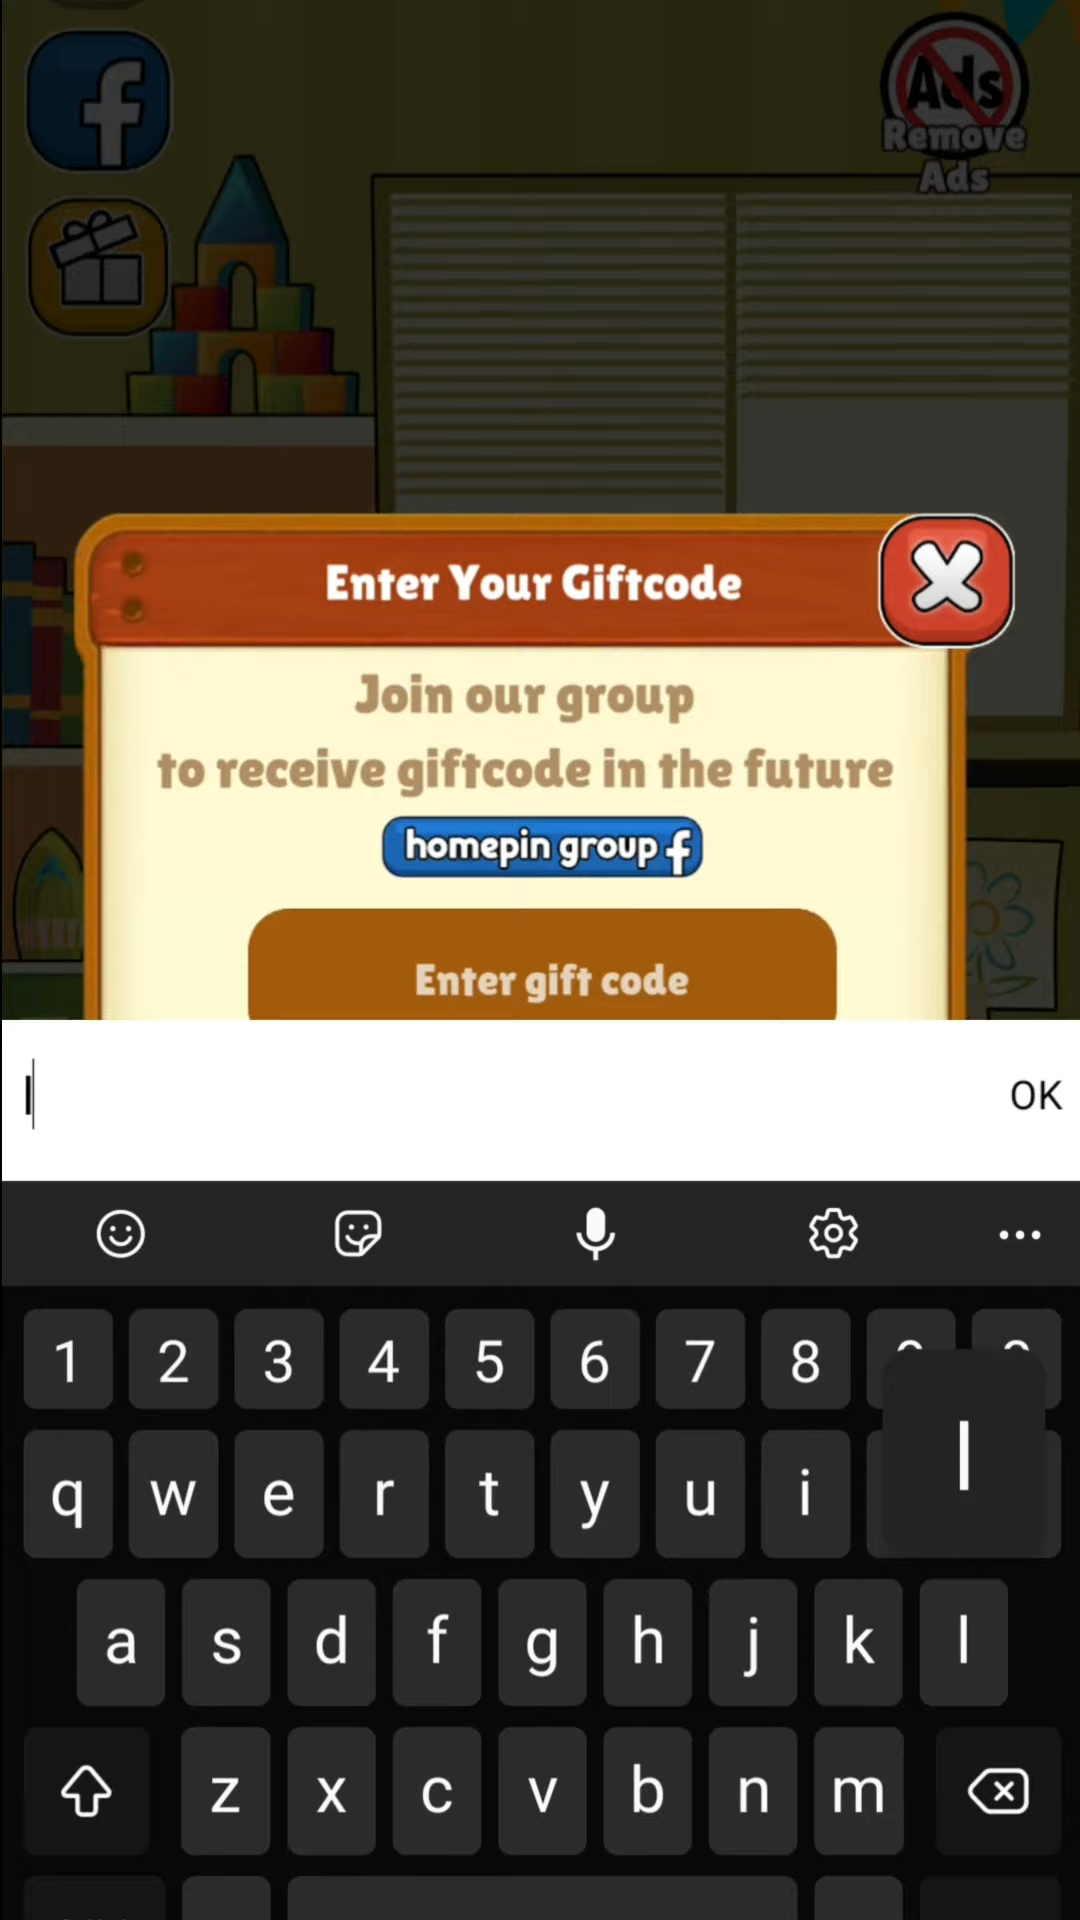 f
Ads
Remove
Ads
Enter Your Giftcode
Join our group
to receive giftcode in the future
homepin group f
Enter gift code
l
OK
1 2 3 4 5 6 7 8
l
q w e r t y u i
a s d f g h j k l
z x c v b n m